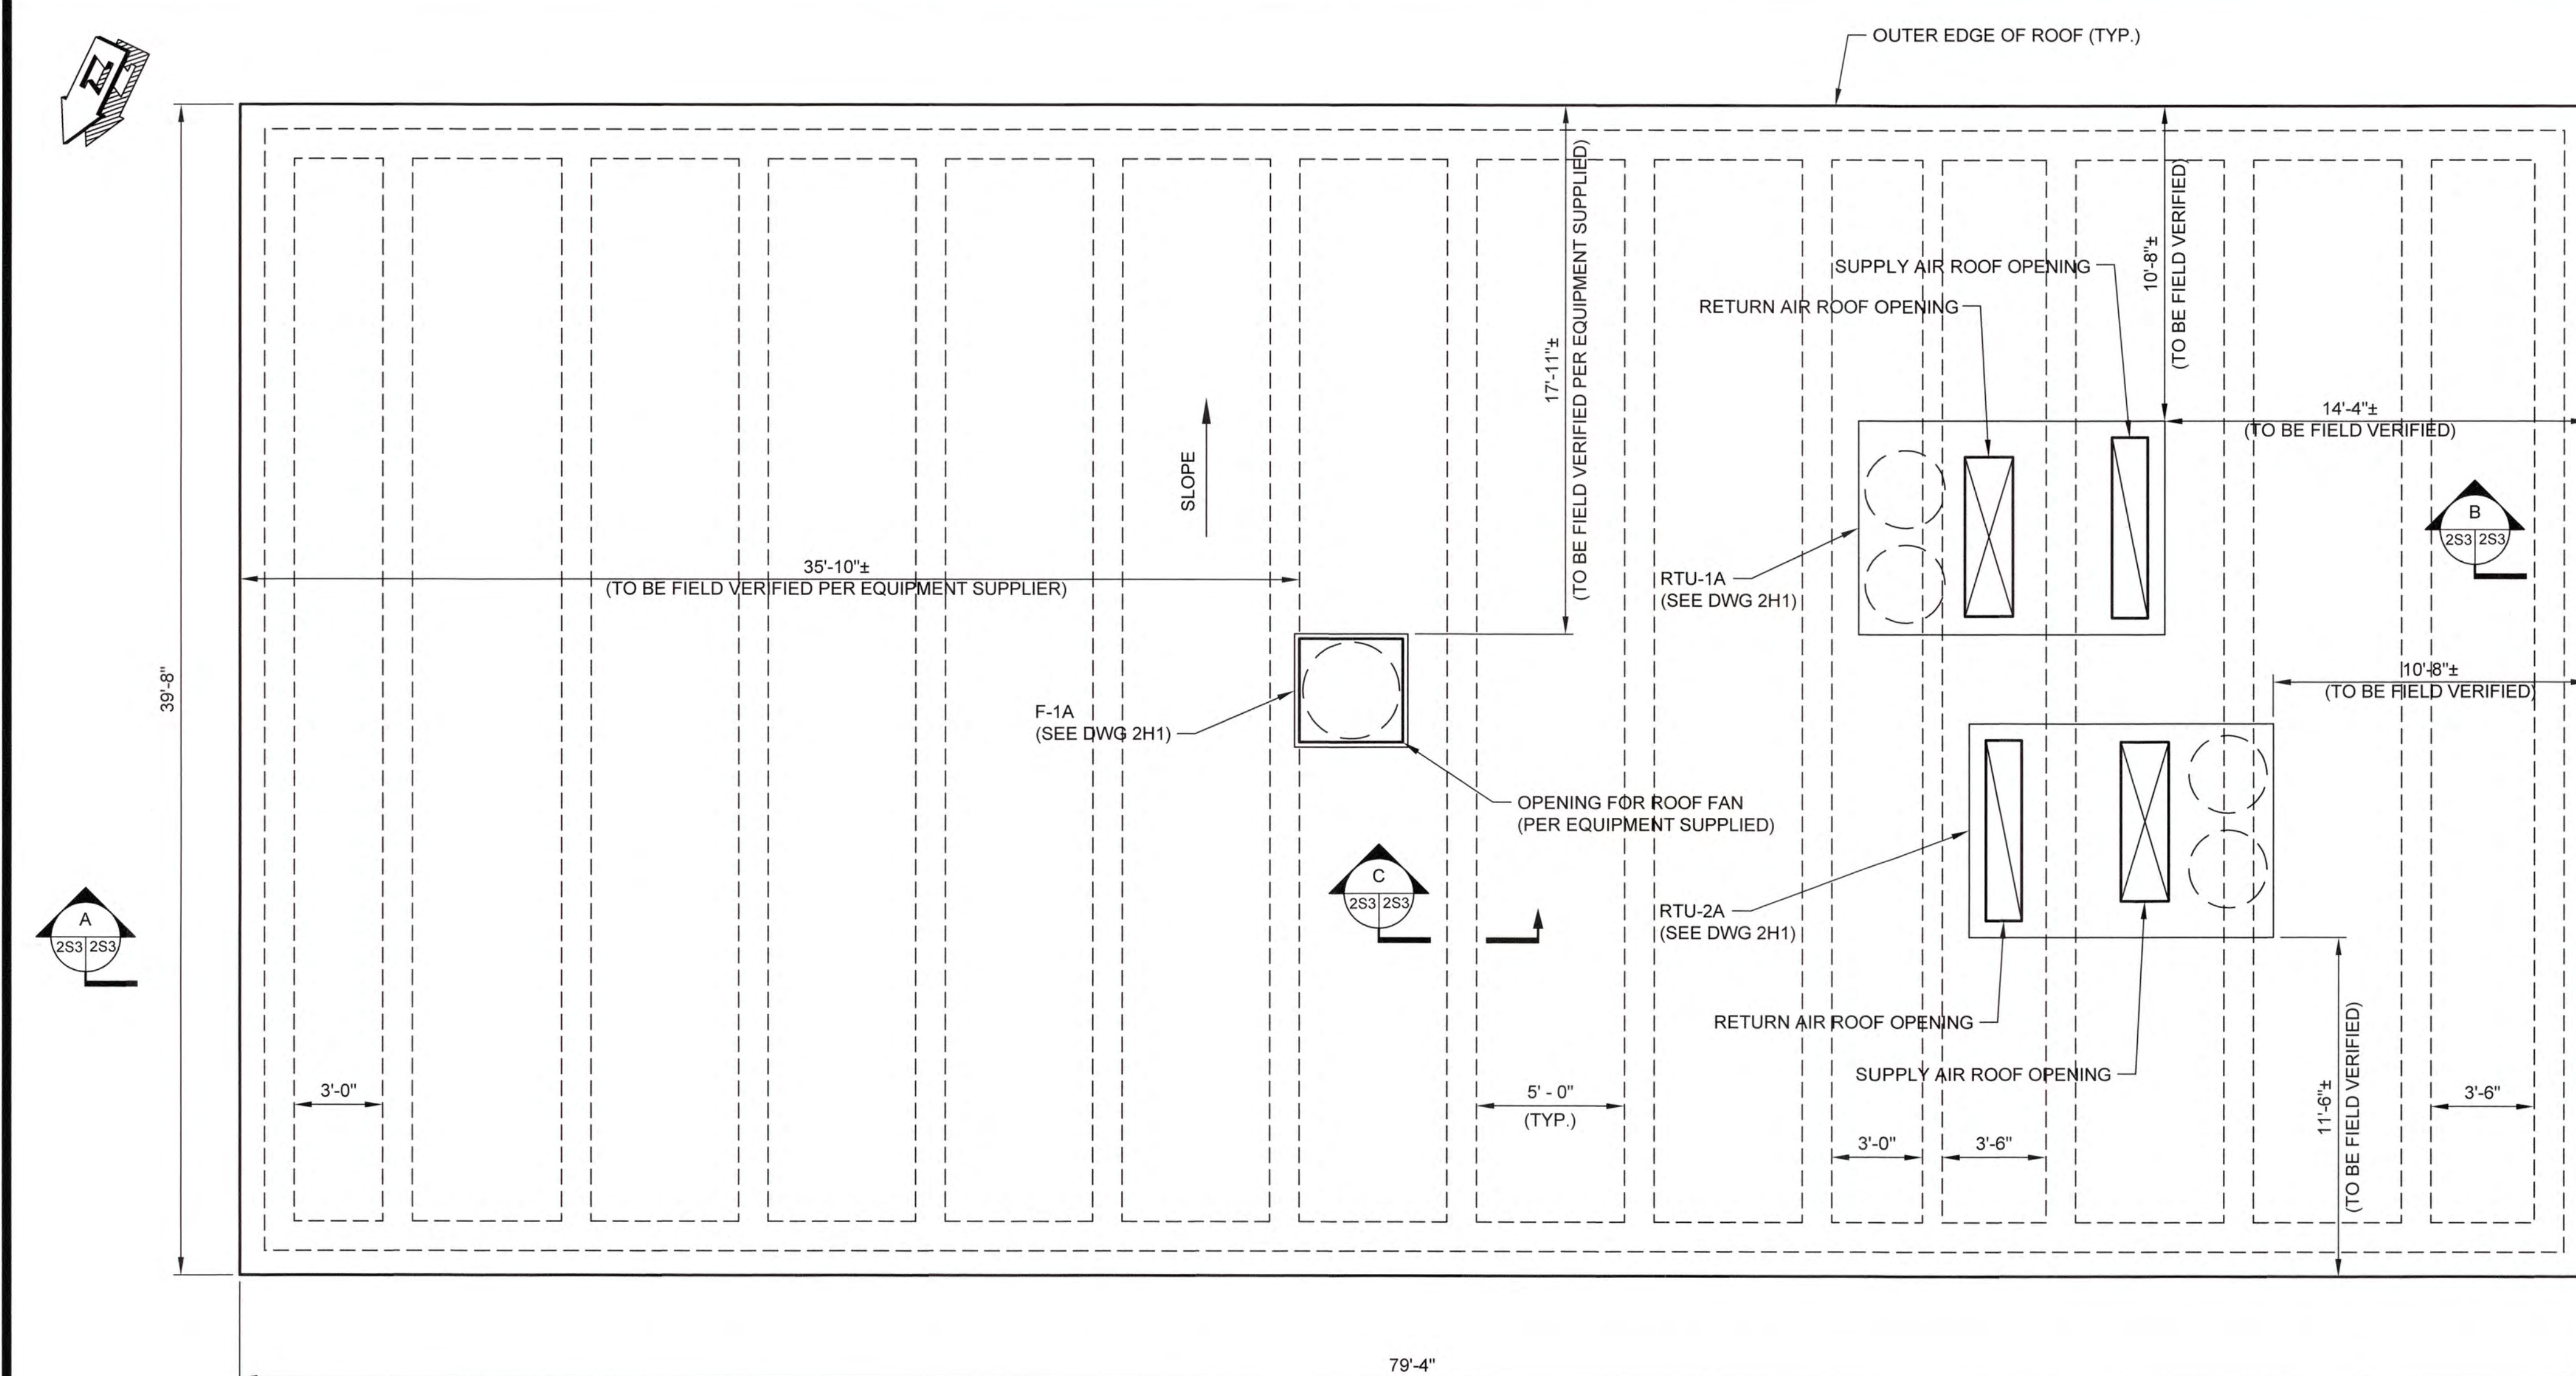 OUTER EDGE OF ROOF (TYP.)
N
17'-11"±
(TO BE FIELD VERIFIED PER EQUIPMENT SUPPLIED)
10'-8"±
(TO BE FIELD VERIFIED)
SUPPLY AIR ROOF OPENING
RETURN AIR ROOF OPENING
14'-4"±
(TO BE FIELD VERIFIED)
SLOPE
B
2S3 2S3
35'-10"±
(TO BE FIELD VERIFIED PER EQUIPMENT SUPPLIER)
RTU-1A
(SEE DWG 2H1)
39'-8"
10'-8"±
(TO BE FIELD VERIFIED)
F-1A
(SEE DWG 2H1)
OPENING FOR ROOF FAN
(PER EQUIPMENT SUPPLIED)
C
2S3 2S3
A
2S3 2S3
RTU-2A
(SEE DWG 2H1)
RETURN AIR ROOF OPENING
SUPPLY AIR ROOF OPENING
11'-6"±
(TO BE FIELD VERIFIED)
3'-0"
5' - 0"
(TYP.)
3'-6"
3'-0"
3'-6"
79'-4"